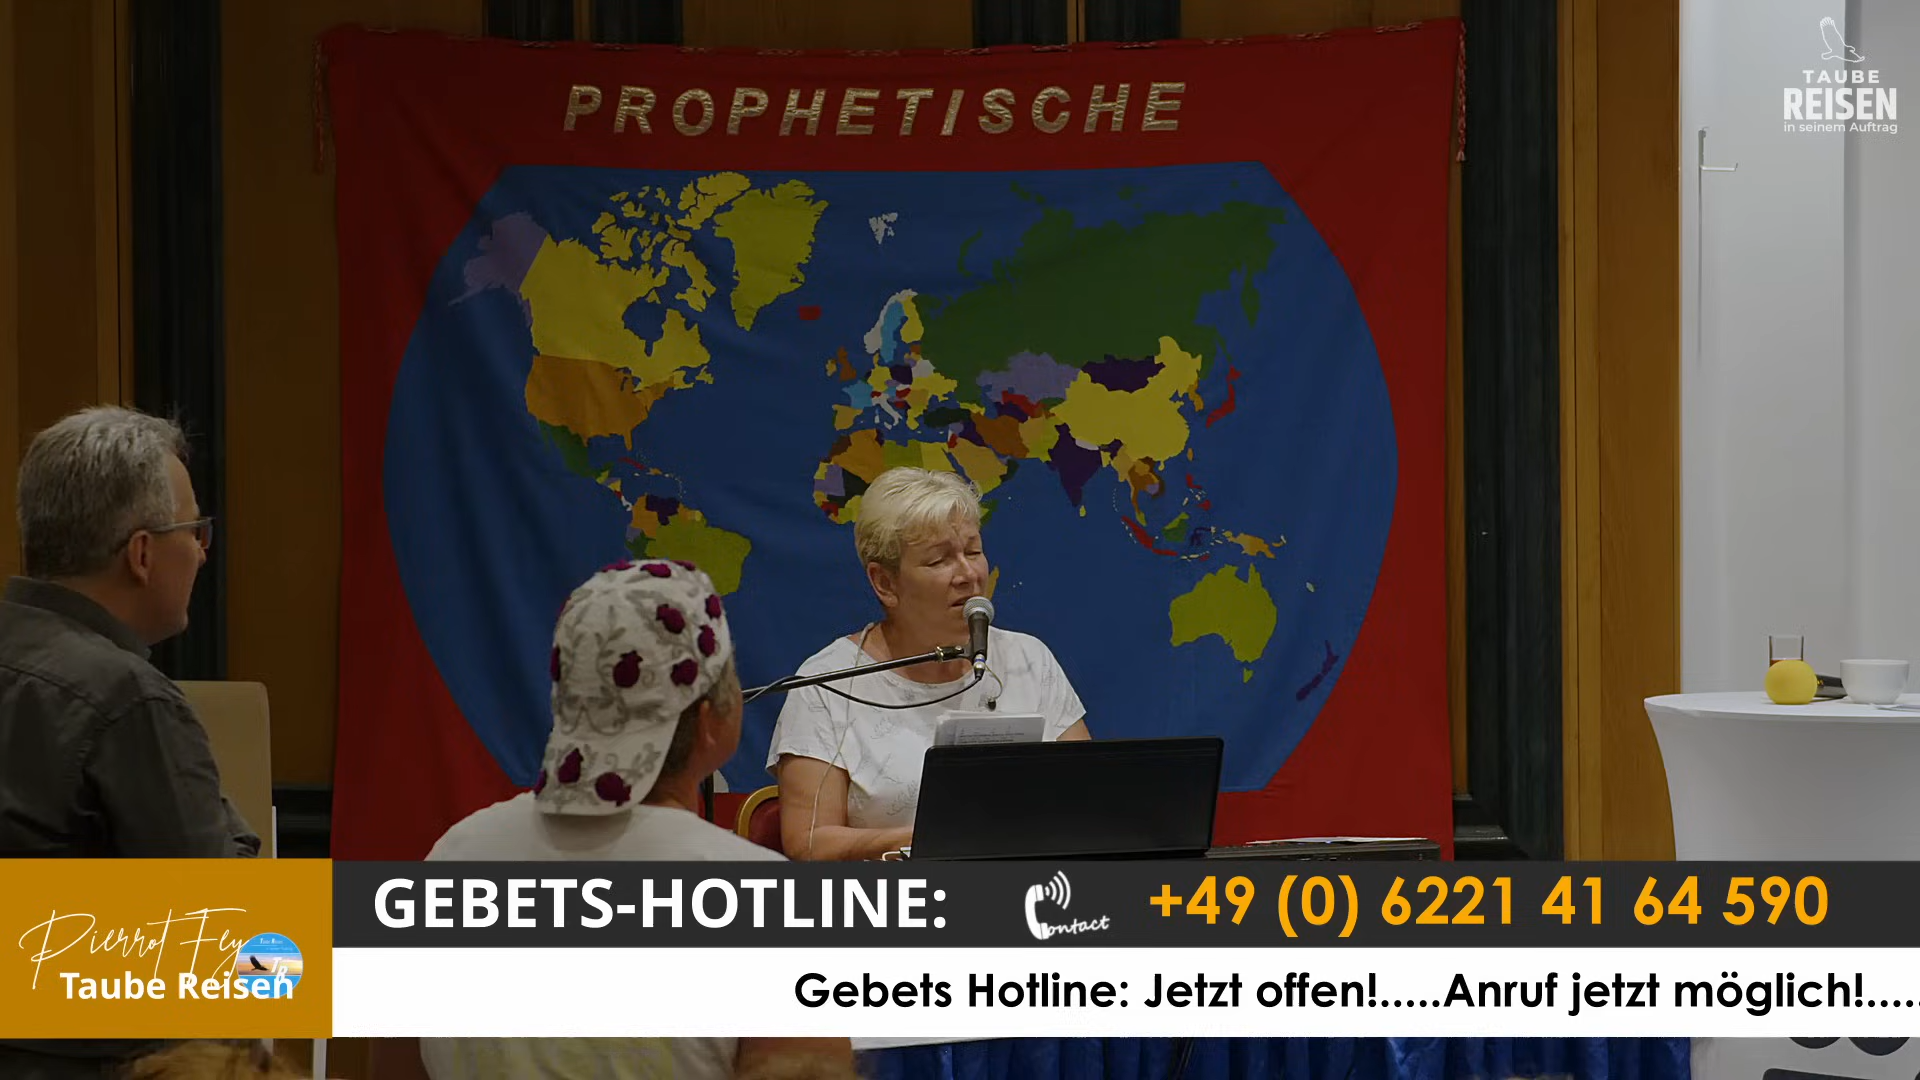 PROPHETISCHE
TAUBE
REISEN
in seinem Auftrag
GEBETS-HOTLINE:
Contact
+49 (0) 6221 41 64 590
Pierrot Fey
TR
Taube Reisen
Gebets Hotline: Jetzt offen!.....Anruf jetzt möglich!....